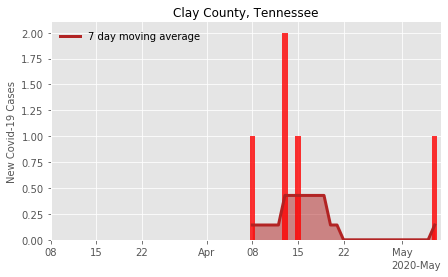 Clay County, Tennessee
7 day moving average
New Covid-19 Cases
2.00
1.75
1.50
1.25
1.00
0.75
0.50
0.25
0.00
08 15 22 Apr 08 15 22 May
2020-May